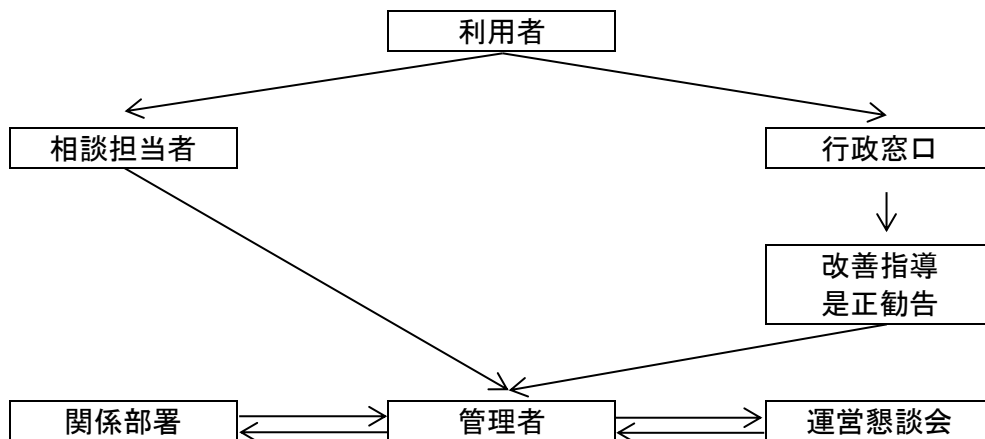 利用者
相談担当者
行政窓口
改善指導
是正勧告
関係部署
管理者
運営懇談会